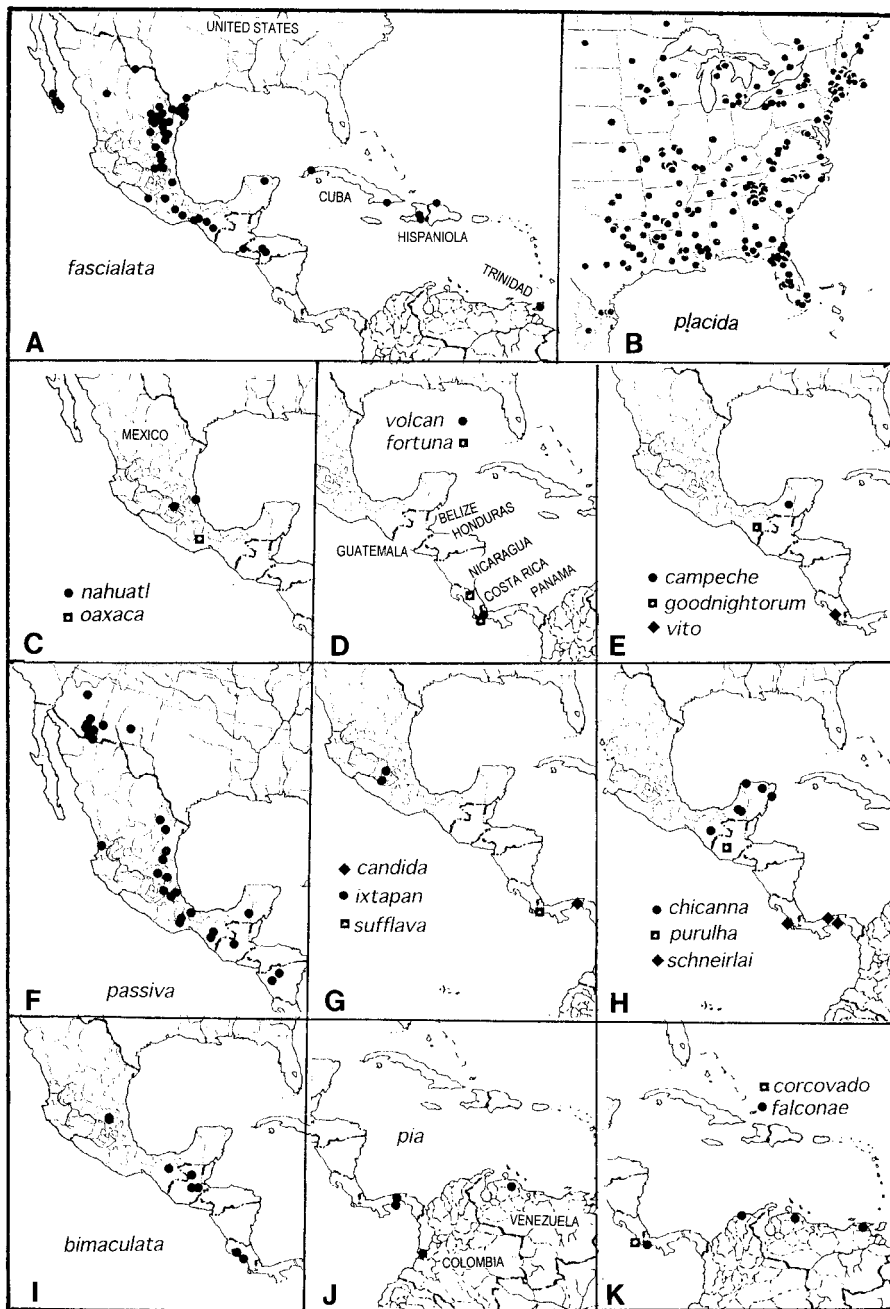 UNITED STATES
CUBA
HISPANIOLA
TRINIDAD
fascialata
A
placida
B
MEXICO
nahuatl
oaxaca
C
volcan
fortuna
BELIZE
HONDURAS
GUATEMALA
NICARAGUA
COSTA RICA
PANAMA
D
campeche
goodnightorum
vito
E
passiva
F
candida
ixtapan
sufflava
G
chicanna
purulha
schneirlai
H
bimaculata
I
pia
VENEZUELA
COLOMBIA
J
corcovado
falconae
K